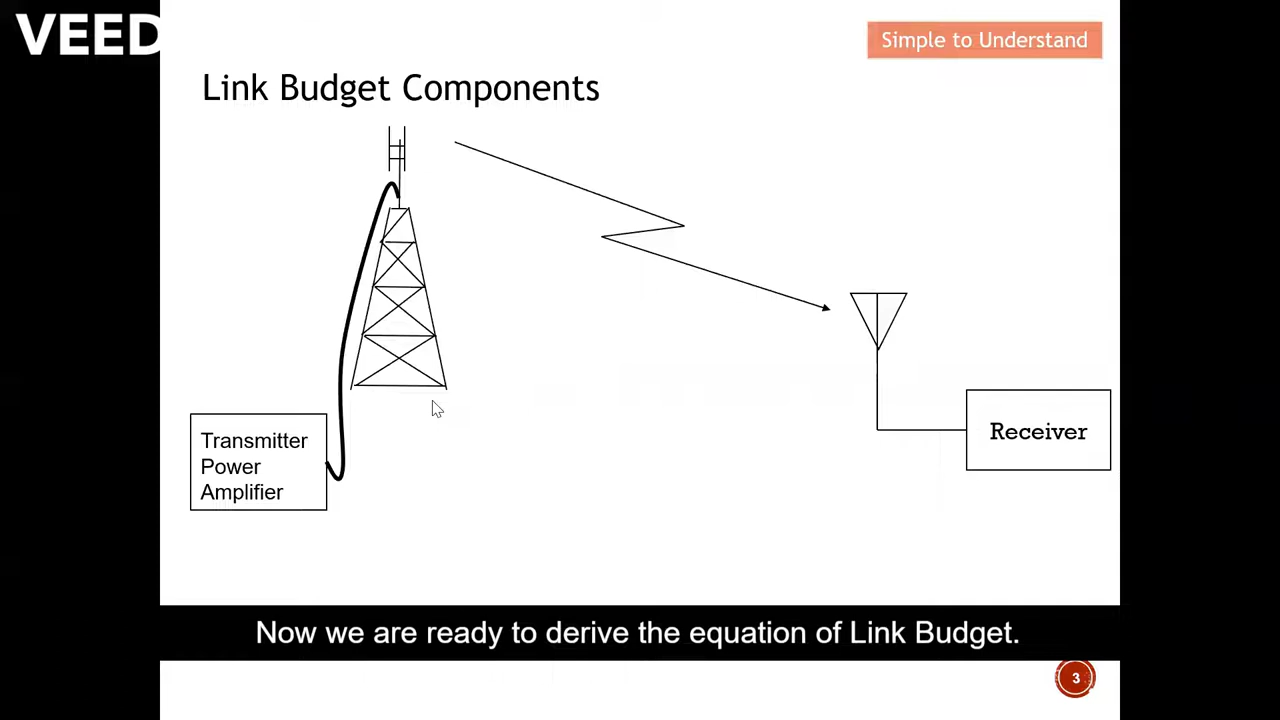 VEED
Simple to Understand
Link Budget Components
Transmitter
Power
Amplifier
Receiver
Now we are ready to derive the equation of Link Budget.
3